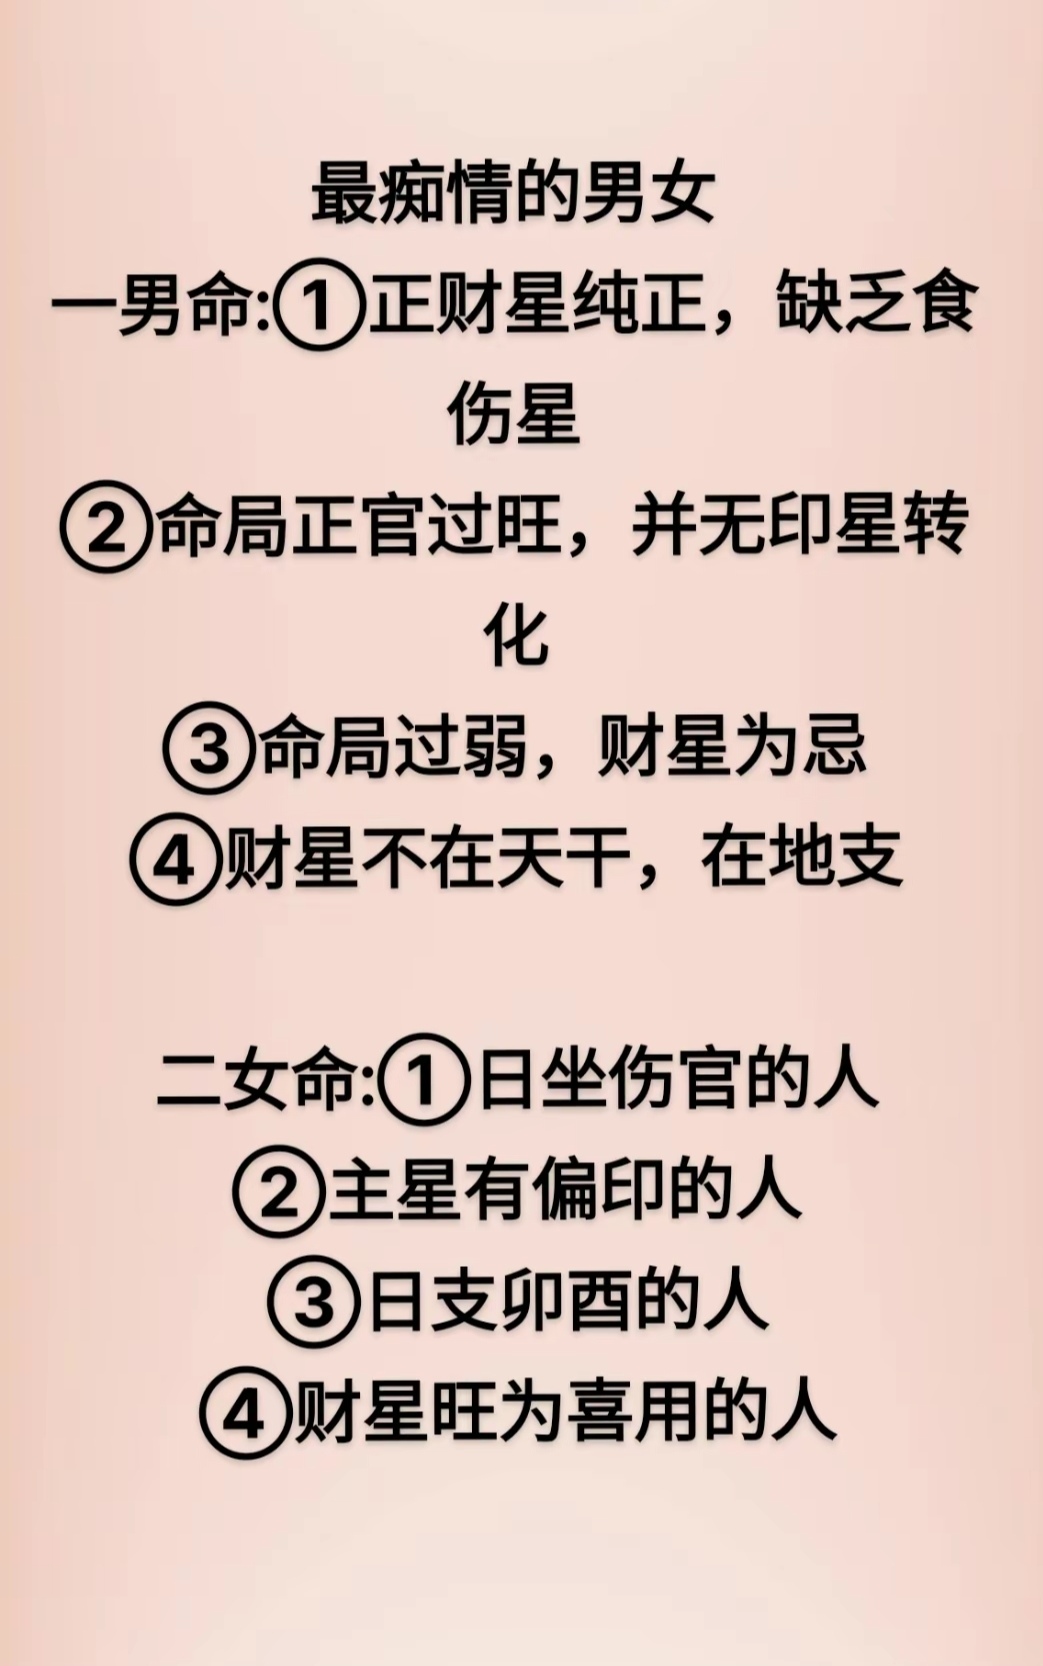 最痴情的男女
一男命:①正财星纯正，缺乏食
伤星
②命局正官过旺，并无印星转
化
③命局过弱，财星为忌
④财星不在天干，在地支
二女命:①日坐伤官的人
②主星有偏印的人
③日支卯酉的人
④财星旺为喜用的人